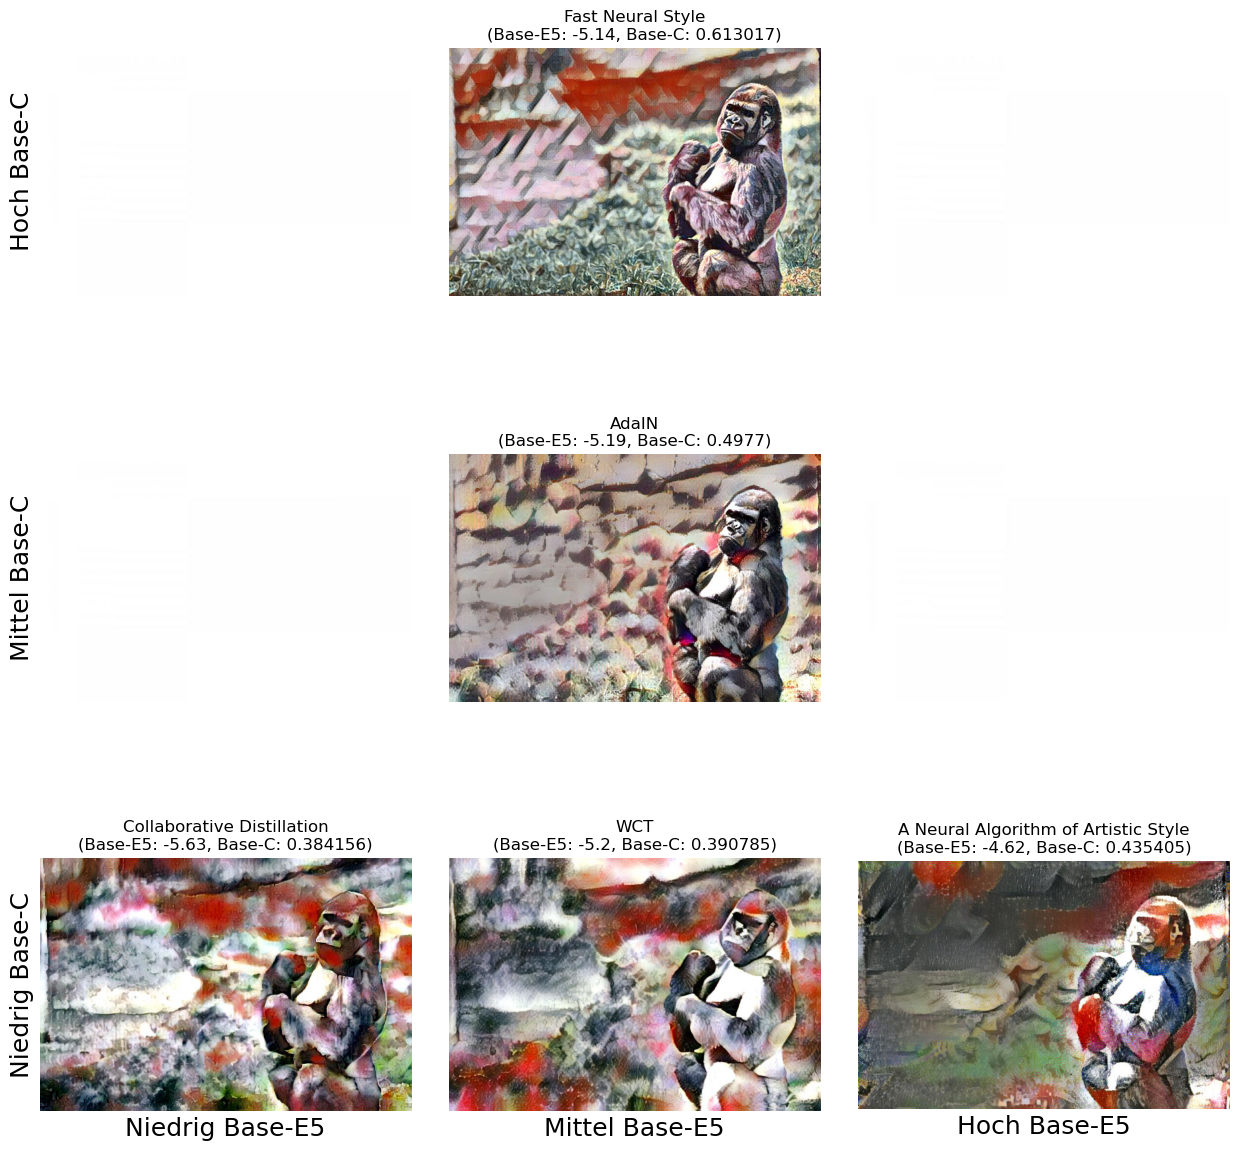 Fast Neural Style
(Base-E5: -5.14, Base-C: 0.613017)
Hoch Base-C
AdaIN
(Base-E5: -5.19, Base-C: 0.4977)
Mittel Base-C
Collaborative Distillation
(Base-E5: -5.63, Base-C: 0.384156)
WCT
(Base-E5: -5.2, Base-C: 0.390785)
A Neural Algorithm of Artistic Style
(Base-E5: -4.62, Base-C: 0.435405)
Niedrig Base-C
Niedrig Base-E5
Mittel Base-E5
Hoch Base-E5